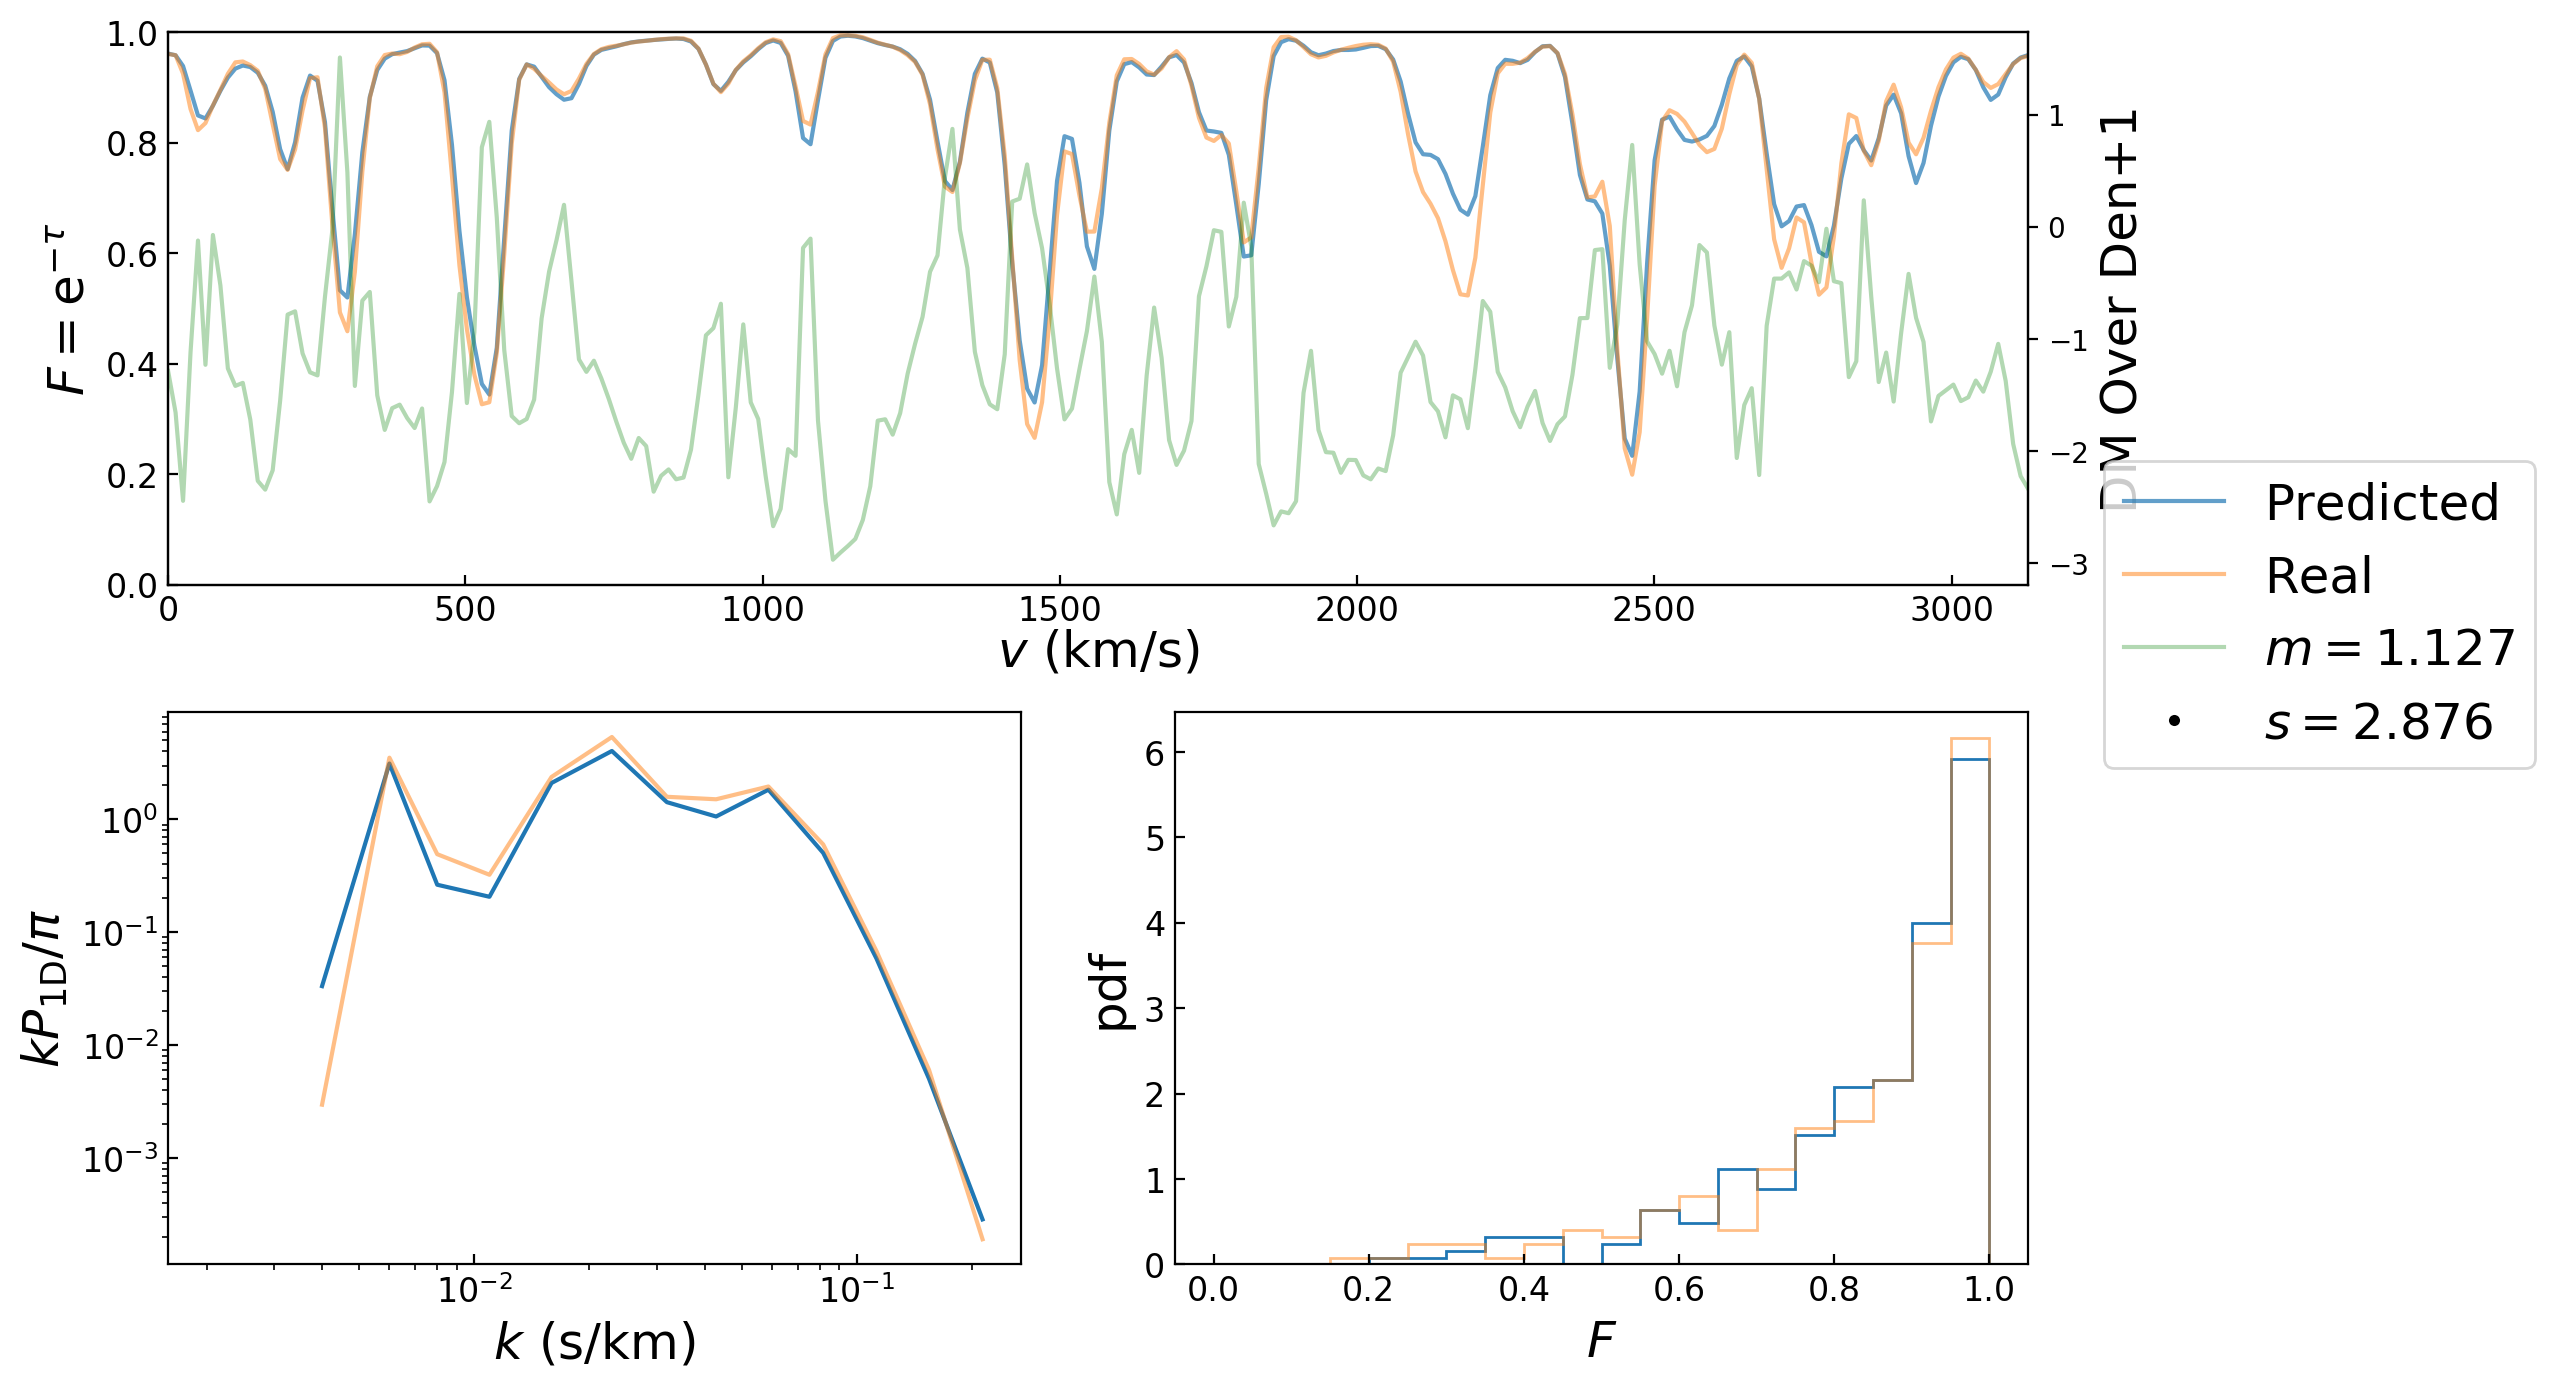 1.0
0.8
0.6
0.4
0.2
0.0
F = e^{−τ}
0 500 1000 1500 2000 2500 3000
v (km/s)
1
0
−1
−2
−3
DM Over Den+1
Predicted
Real
m = 1.127
s = 2.876
10^0
10^{−1}
10^{−2}
10^{−3}
kP_{1D}/π
10^{−2} 10^{−1}
k (s/km)
6
5
4
3
2
1
0
pdf
0.0 0.2 0.4 0.6 0.8 1.0
F